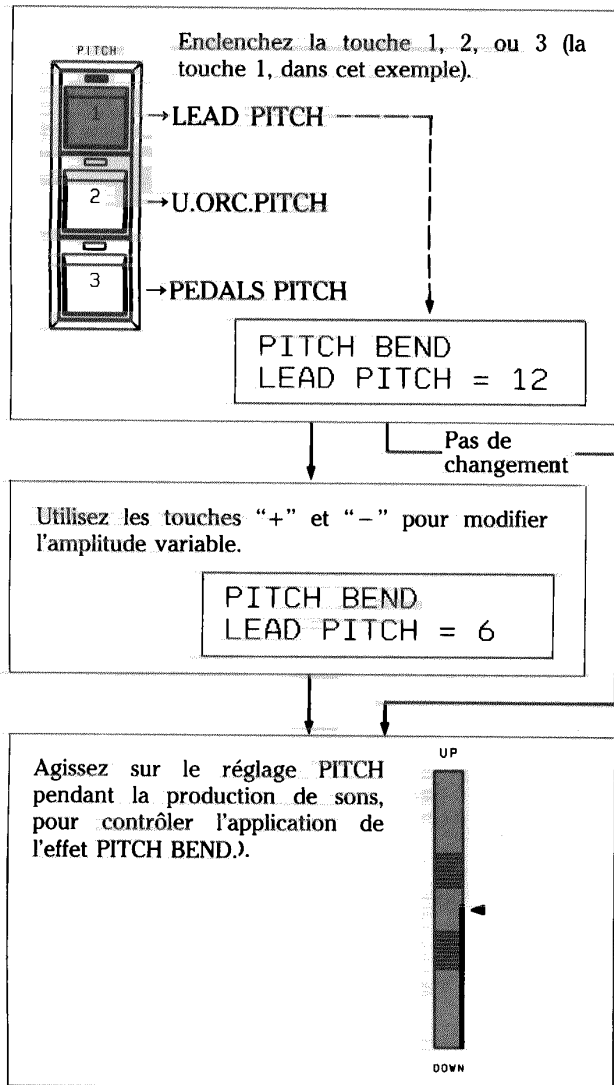 PITCH
Enclenchez la touche 1, 2, ou 3 (la
touche 1, dans cet exemple).
1
→LEAD PITCH
2
→U.ORC.PITCH
3
→PEDALS PITCH
PITCH BEND
LEAD PITCH = 12
Pas de
changement
Utilisez les touches “+” et “−” pour modifier
l'amplitude variable.
PITCH BEND
LEAD PITCH = 6
Agissez sur le réglage PITCH
pendant la production de sons,
pour contrôler l'application de
l'effet PITCH BEND.).
UP
DOWN